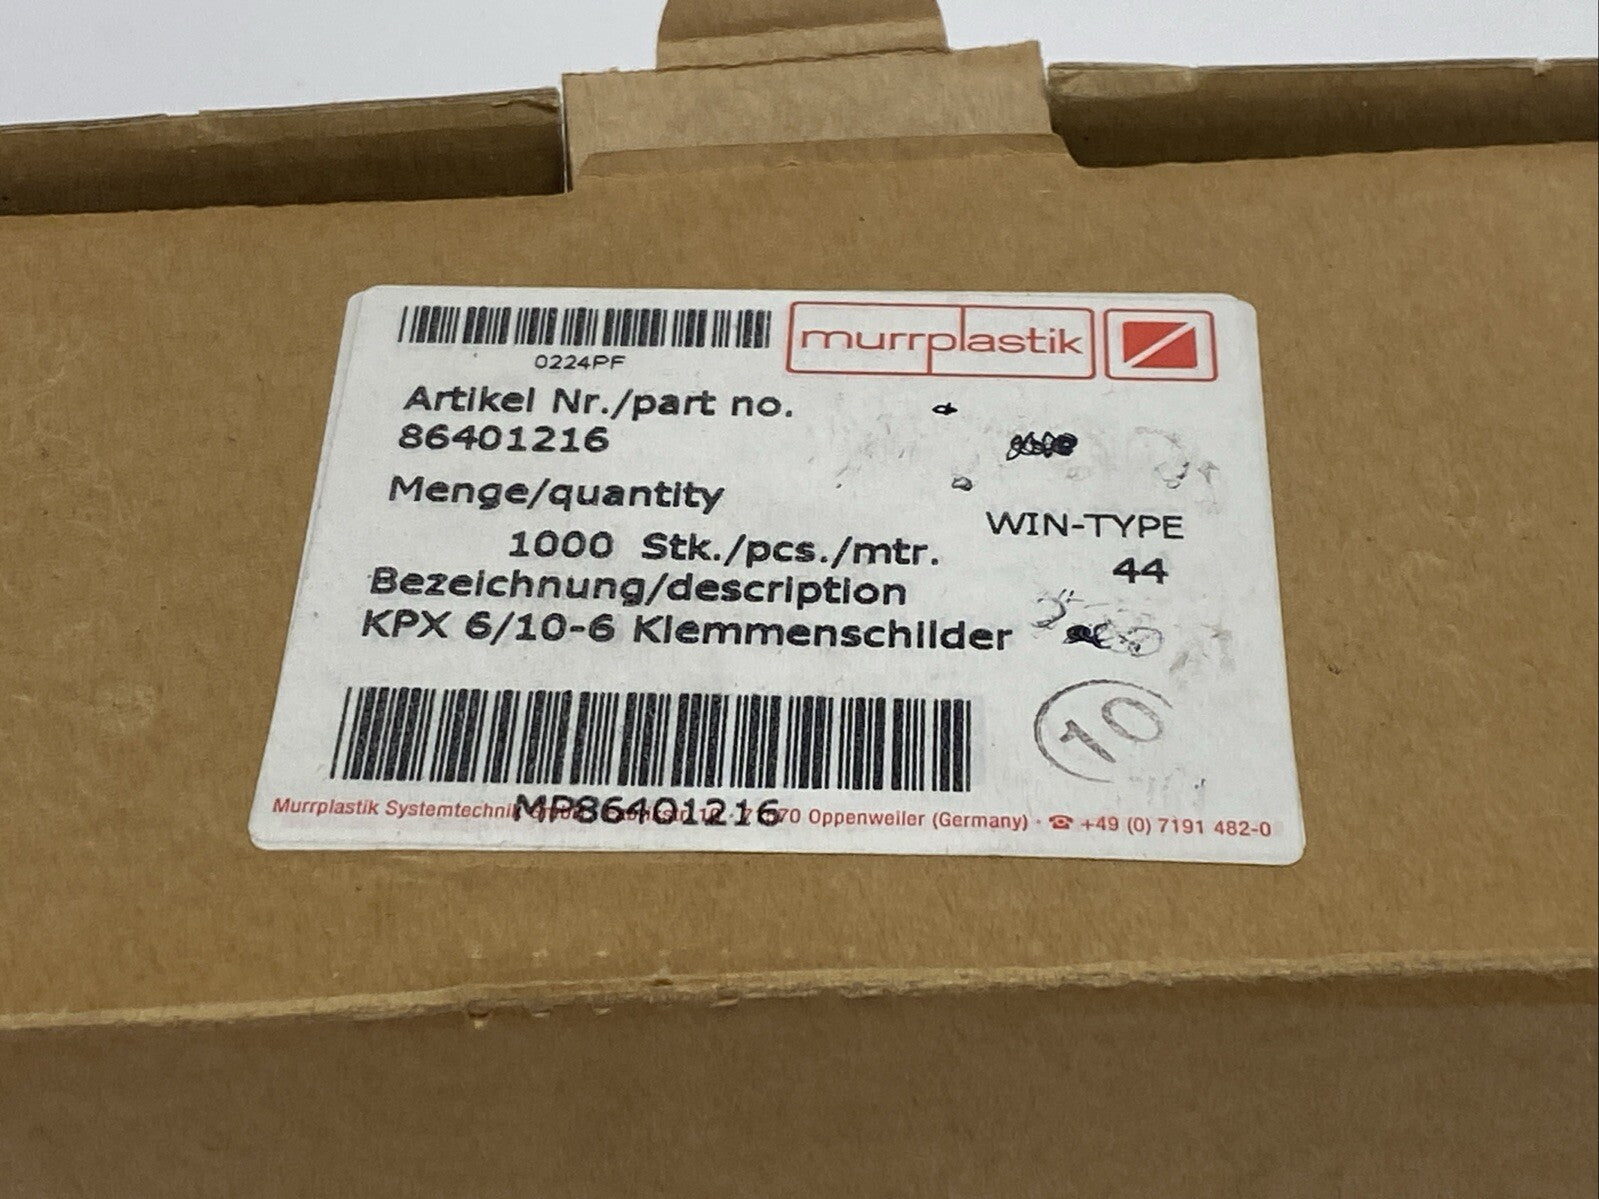 0224PF
murrplastik
Artikel Nr./part no.
86401216
Menge/quantity
WIN-TYPE
1000 Stk./pcs./mtr.
44
Bezeichnung/description
KPX 6/10-6 Klemmenschilder
10
MP86401216
Murrplastik Systemtechnik Oppenweiler (Germany) · ☎ +49 (0) 7191 482-0